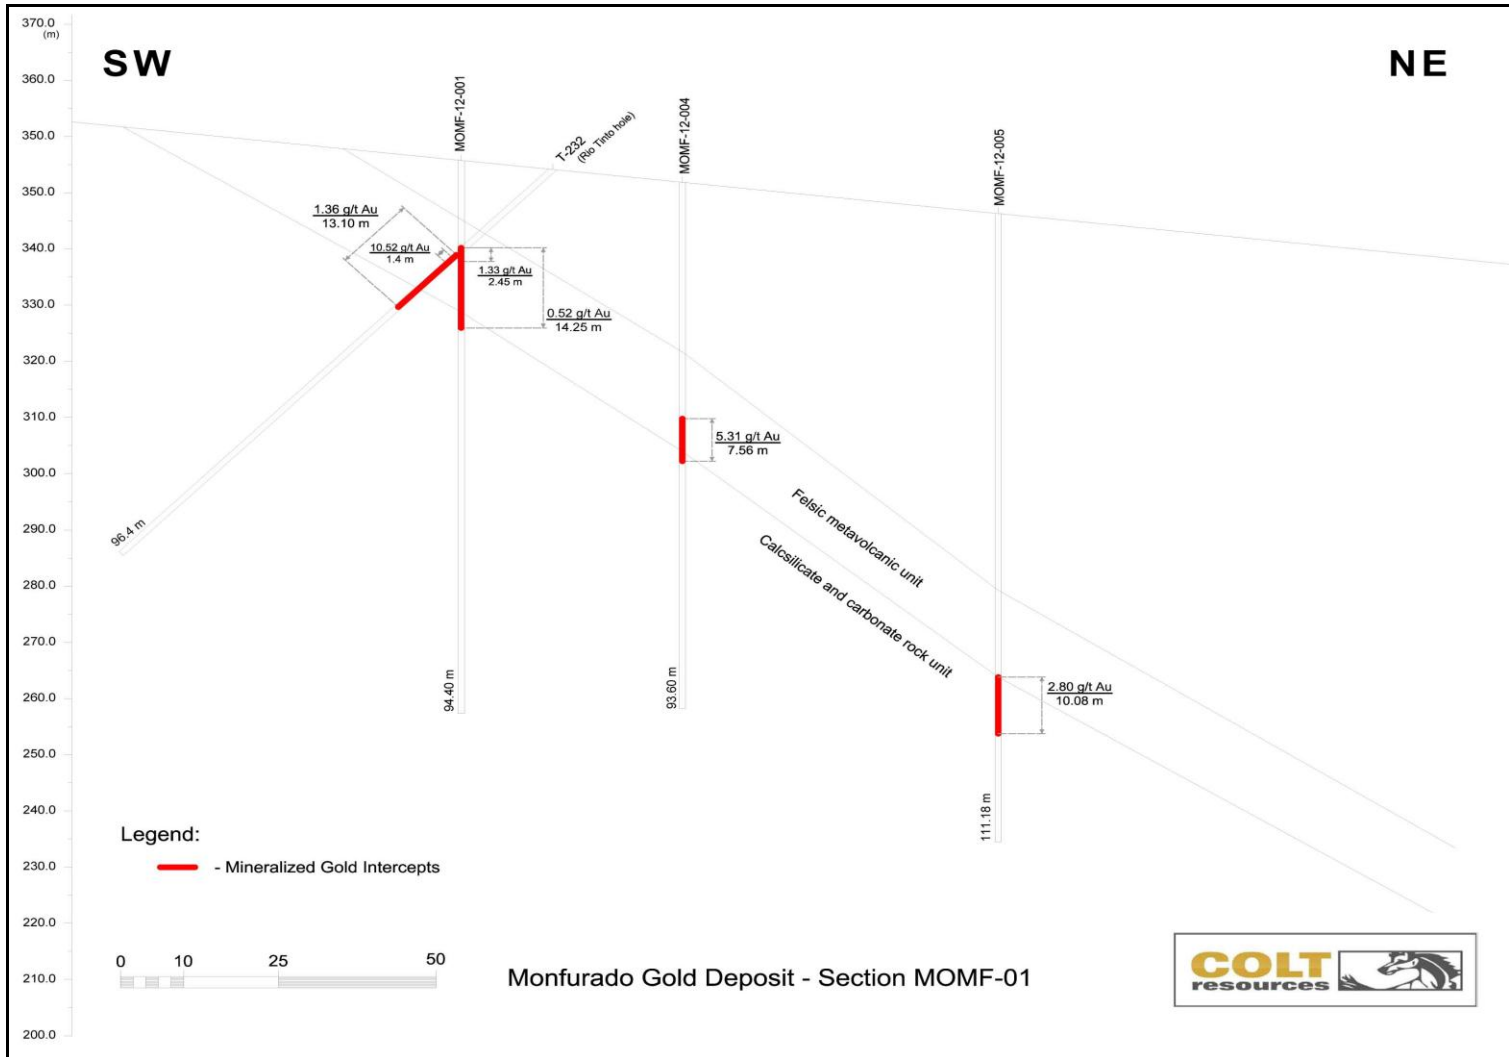 370.0
(m)
360.0
350.0
340.0
330.0
320.0
310.0
300.0
290.0
280.0
270.0
260.0
250.0
240.0
230.0
220.0
210.0
200.0
SW
NE
MOMF-12-001
T-232
(Rio Tinto hole)
MOMF-12-004
MOMF-12-005
1.36 g/t Au
13.10 m
10.52 g/t Au
1.4 m
1.33 g/t Au
2.45 m
0.52 g/t Au
14.25 m
5.31 g/t Au
7.56 m
Felsic metavolcanic unit
Calcsilicate and carbonate rock unit
2.80 g/t Au
10.08 m
96.4 m
94.40 m
93.60 m
111.18 m
Legend:
- Mineralized Gold Intercepts
0 10 25 50
Monfurado Gold Deposit - Section MOMF-01
COLT
resources